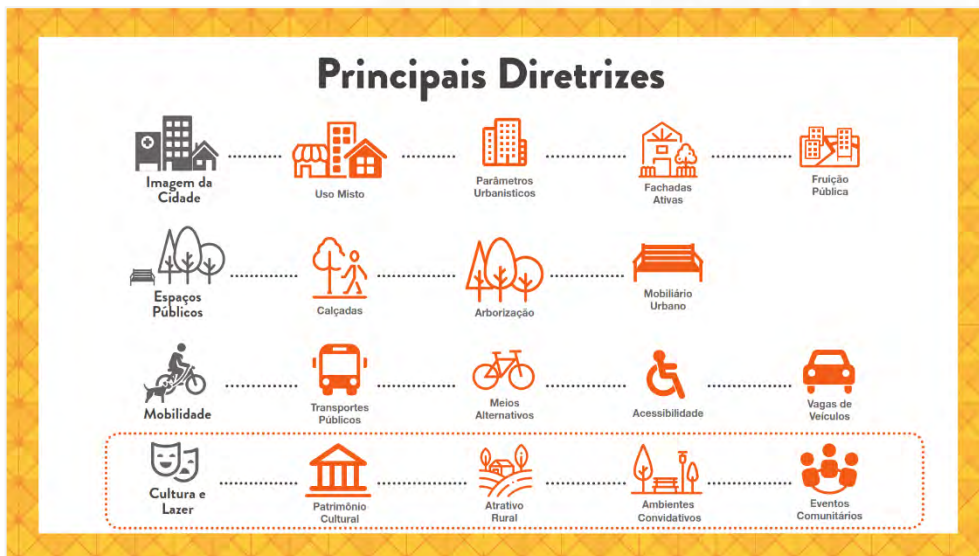 Principais Diretrizes
Imagem da
Cidade
Uso Misto
Parâmetros
Urbanísticos
Fachadas
Ativas
Fruição
Pública
Espaços
Públicos
Calçadas
Arborização
Mobiliário
Urbano
Mobilidade
Transportes
Públicos
Meios
Alternativos
Acessibilidade
Vagas de
Veículos
Cultura e
Lazer
Patrimônio
Cultural
Atrativo
Rural
Ambientes
Convidativos
Eventos
Comunitários